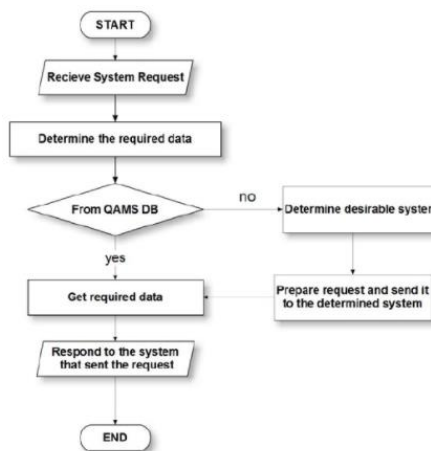 START
Recieve System Request
Determine the required data
From QAMS DB
no
Determine desirable system
yes
Get required data
Prepare request and send it
to the determined system
Respond to the system
that sent the request
END